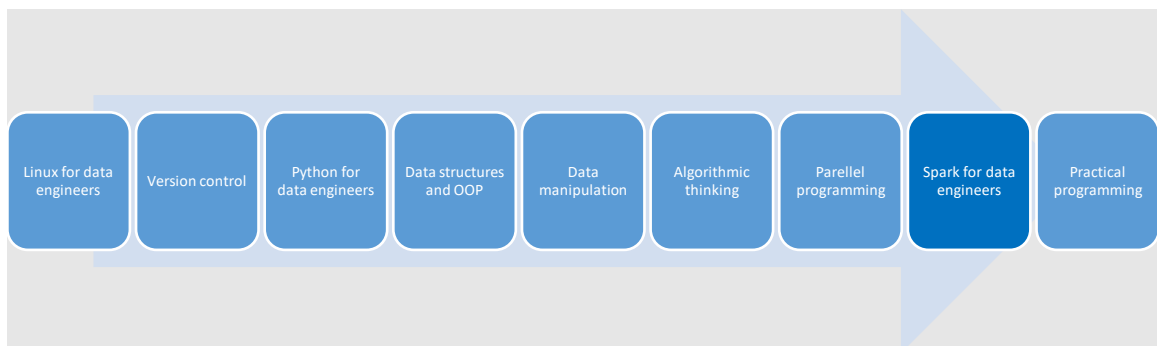 Linux for data
engineers
Version control
Python for
data engineers
Data structures
and OOP
Data
manipulation
Algorithmic
thinking
Parellel
programming
Spark for data
engineers
Practical
programming